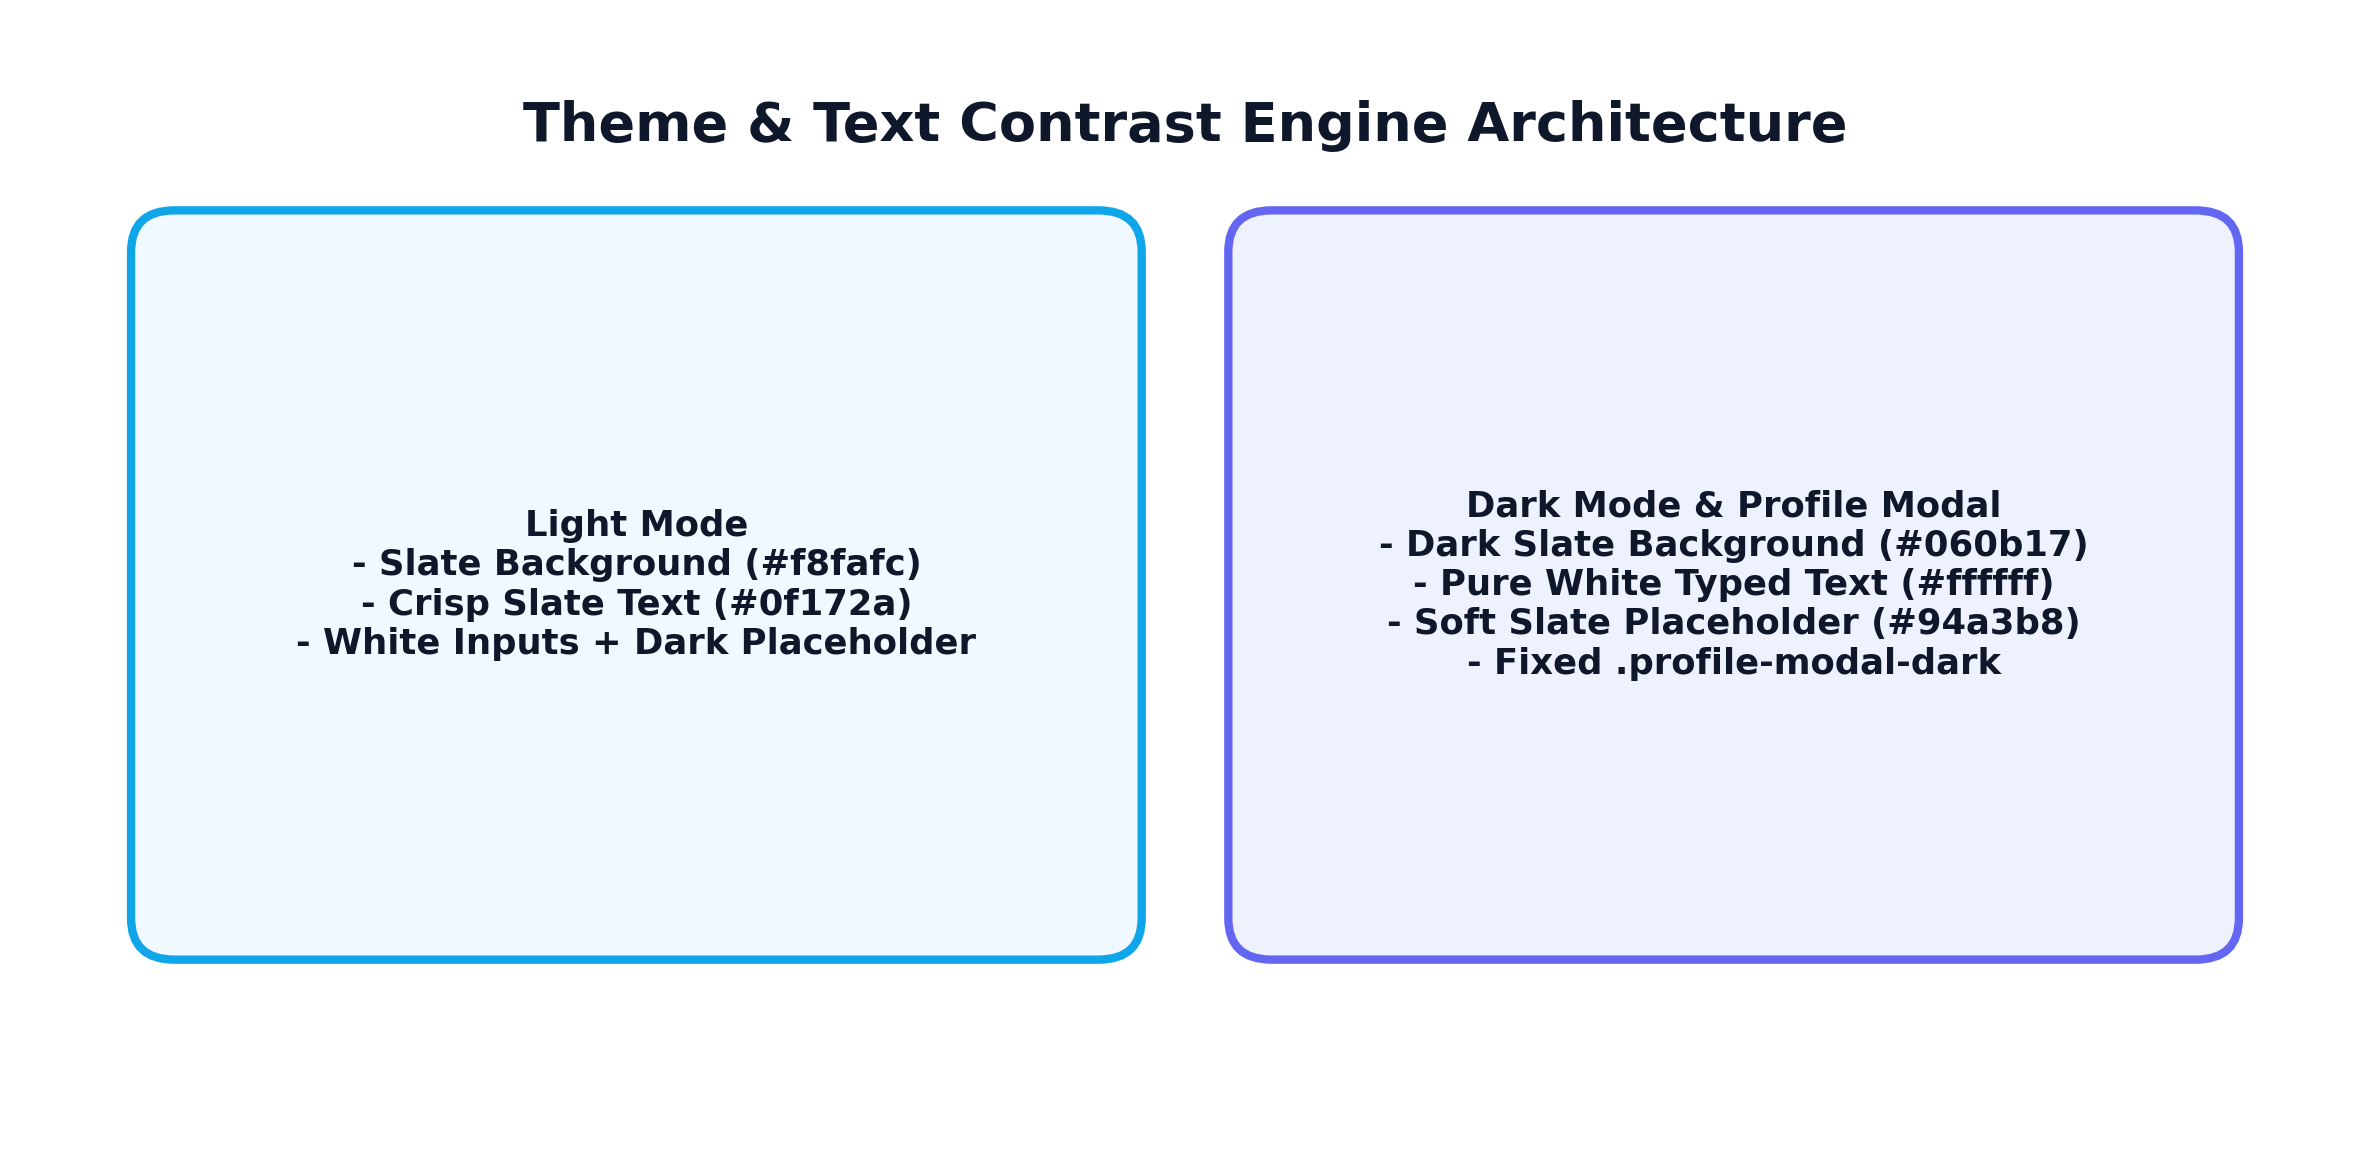 Theme & Text Contrast Engine Architecture
Light Mode
- Slate Background (#f8fafc)
- Crisp Slate Text (#0f172a)
- White Inputs + Dark Placeholder
Dark Mode & Profile Modal
- Dark Slate Background (#060b17)
- Pure White Typed Text (#ffffff)
- Soft Slate Placeholder (#94a3b8)
- Fixed .profile-modal-dark